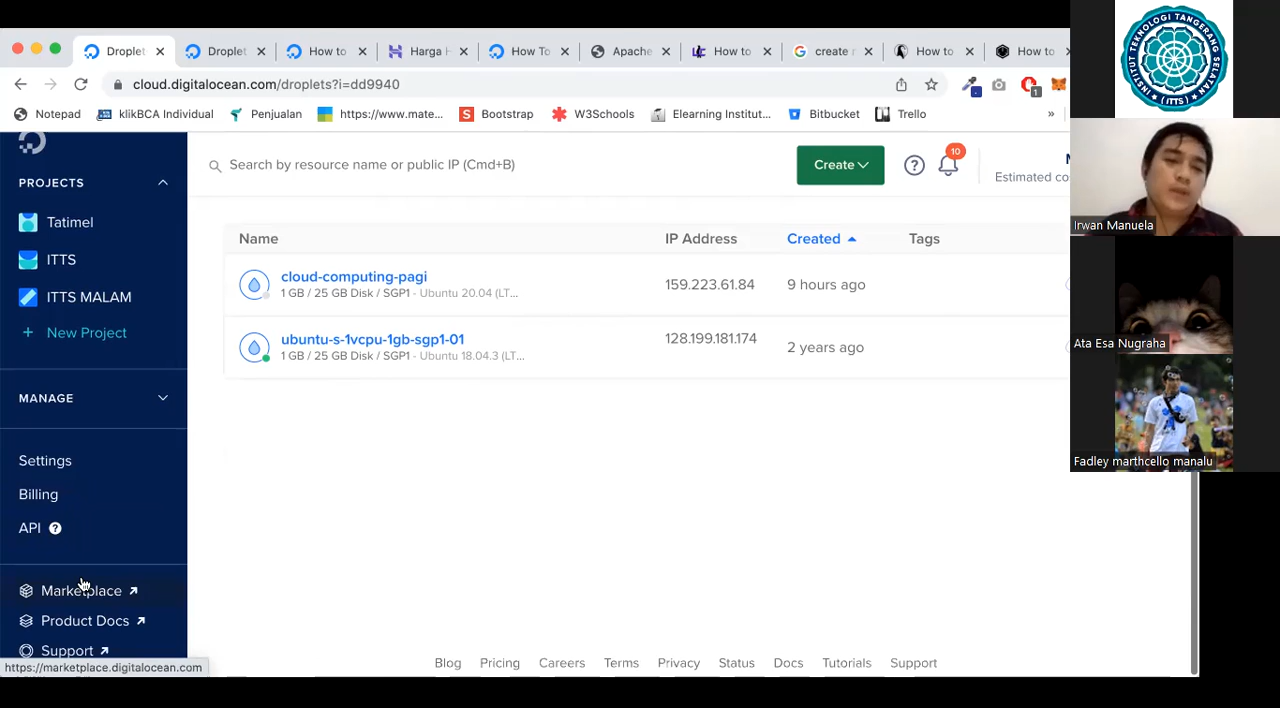 Droplet
Droplet
How to
Harga H
How To
Apache
How to
create r
How to
How to
cloud.digitalocean.com/droplets?i=dd9940
1
Notepad
klikBCA Individual
Penjualan
https://www.mate...
Bootstrap
W3Schools
Elearning Institut...
Bitbucket
Trello
»
PROJECTS
Tatimel
ITTS
ITTS MALAM
+ New Project
MANAGE
Settings
Billing
API ?
Marketplace
Product Docs
Support
https://marketplace.digitalocean.com
Search by resource name or public IP (Cmd+B)
Create
?
10
Estimated co
Name
IP Address
Created
Tags
cloud-computing-pagi
1 GB / 25 GB Disk / SGP1 - Ubuntu 20.04 (LT...
159.223.61.84
9 hours ago
ubuntu-s-1vcpu-1gb-sgp1-01
1 GB / 25 GB Disk / SGP1 - Ubuntu 18.04.3 (LT...
128.199.181.174
2 years ago
Blog
Pricing
Careers
Terms
Privacy
Status
Docs
Tutorials
Support
INSTITUT TEKNOLOGI TANGERANG SELATAN
(ITTS)
Irwan Manuela
Ata Esa Nugraha
Fadley marthcello manalu